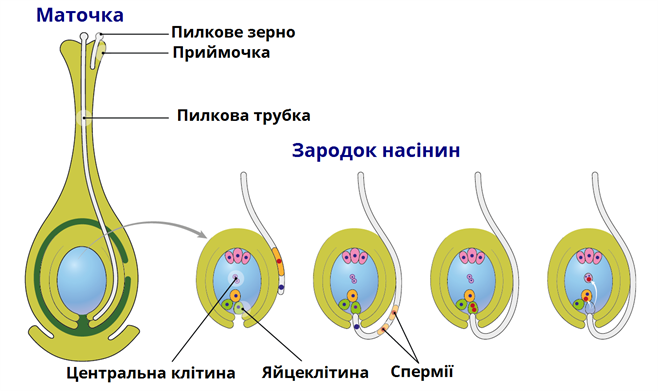 Маточка
Пилкове зерно
Приймочка
Пилкова трубка
Зародок насінин
Центральна клітина
Яйцеклітина
Спермії